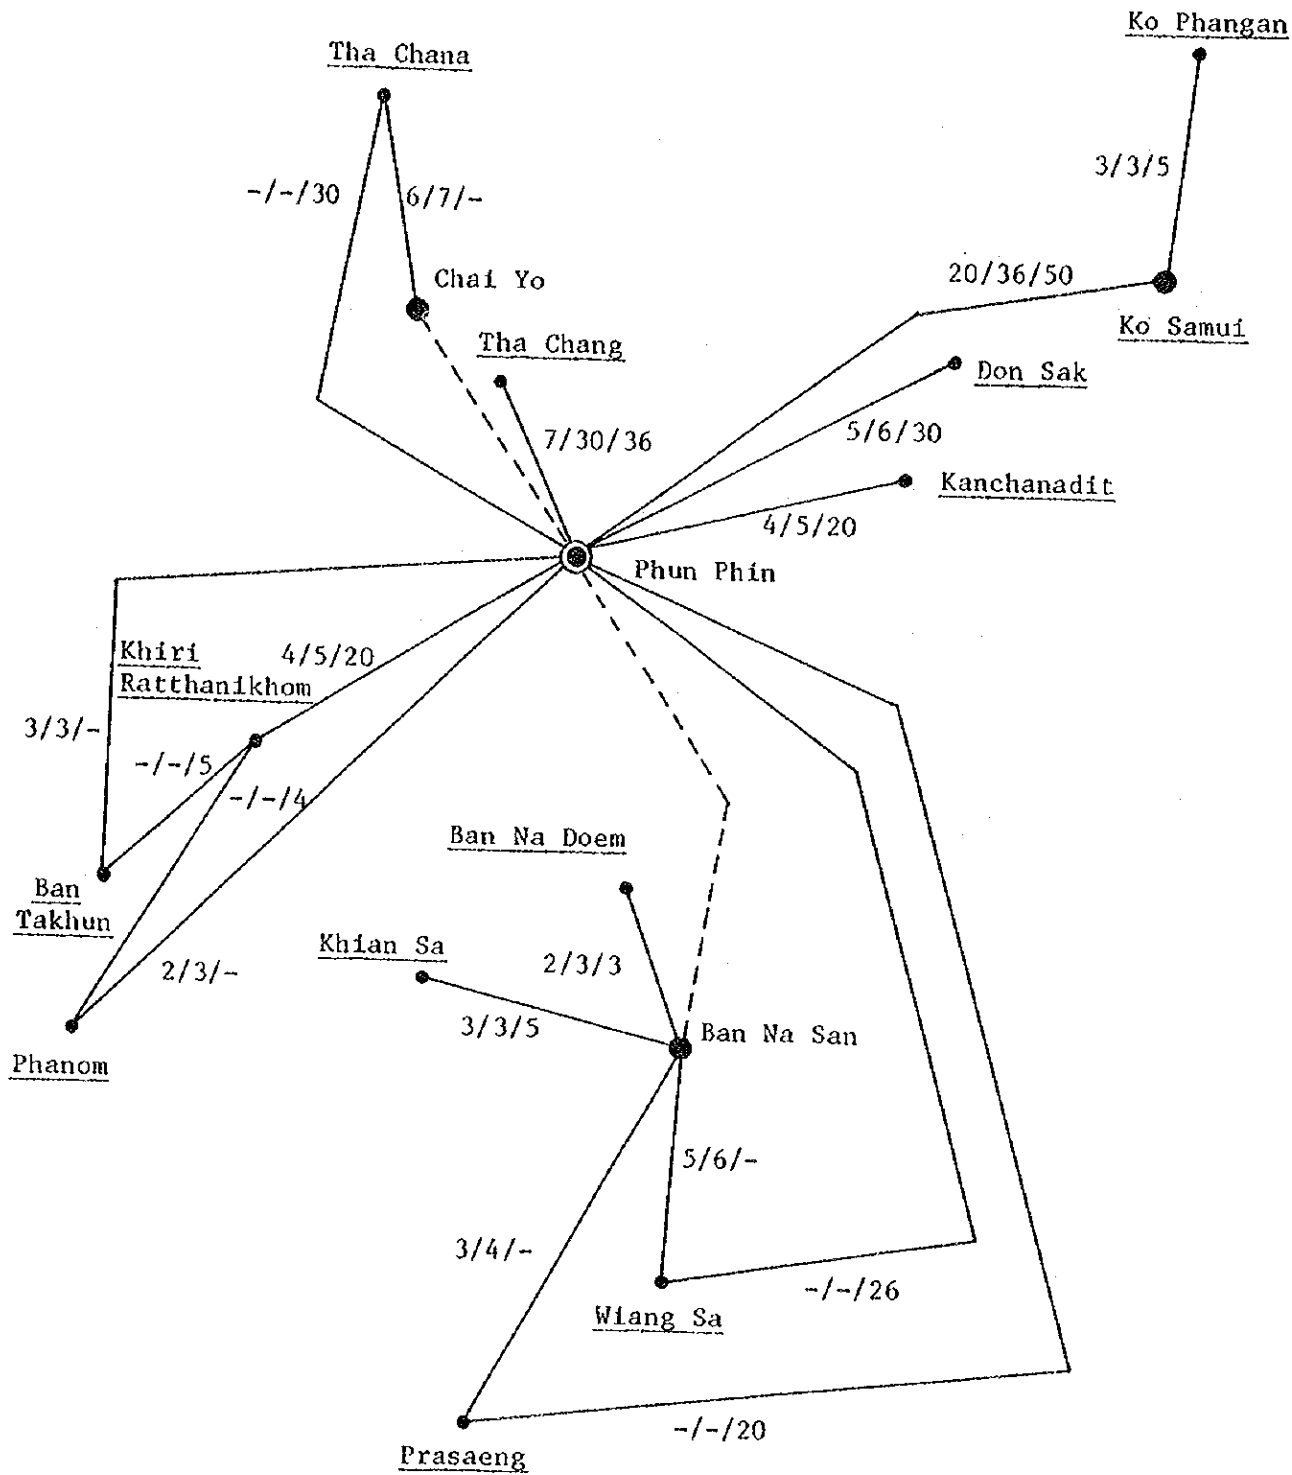 Ko Phangan
Tha Chana
3/3/5
-/-/30
6/7/-
Chai Yo
20/36/50
Ko Samui
Tha Chang
Don Sak
7/30/36
5/6/30
Kanchanadit
4/5/20
Phun Phin
Khiri
Ratthanikhom
4/5/20
3/3/-
-/-/5
-/-/4
Ban Na Doem
Ban
Takhun
Khian Sa
2/3/-
2/3/3
3/3/5
Ban Na San
Phanom
5/6/-
3/4/-
-/-/26
Wiang Sa
-/-/20
Prasaeng